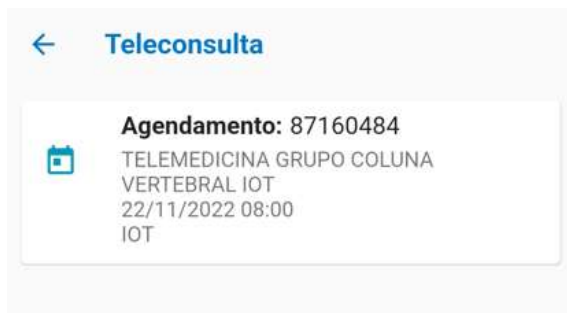 Teleconsulta
Agendamento: 87160484
TELEMEDICINA GRUPO COLUNA
VERTEBRAL IOT
22/11/2022 08:00
IOT